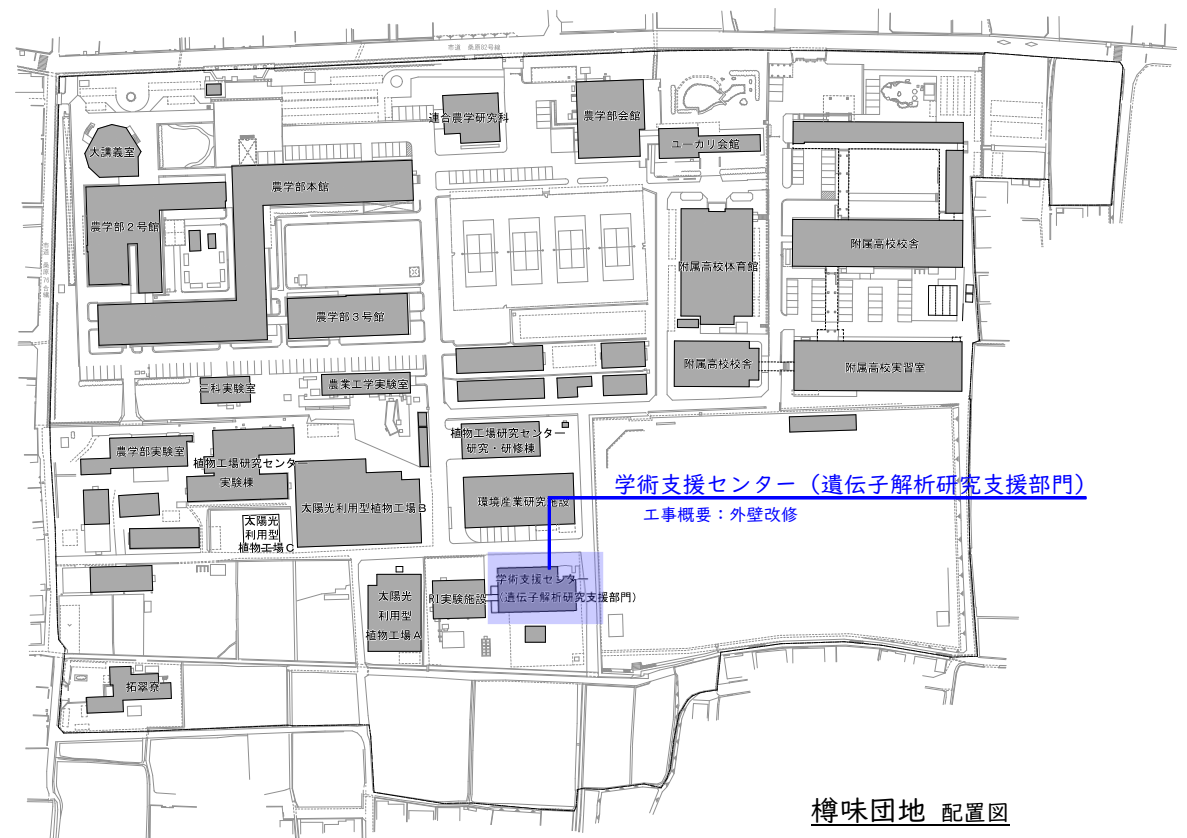 市道 桑原82号線
連合農学研究科
農学部会館
大講義室
ユーカリ会館
農学部本館
農学部２号館
附属高校校舎
附属高校体育館
農学部３号館
附属高校校舎
附属高校実習室
三科実験室
農業工学実験室
植物工場研究センター
研究・研修棟
農学部実験室
植物工場研究センター
実験棟
学術支援センター（遺伝子解析研究支援部門）
工事概要：外壁改修
環境産業研究施設
太陽光利用型植物工場Ｂ
太陽光
利用型
植物工場Ｃ
学術支援センター
（遺伝子解析研究支援部門）
太陽光
利用型
植物工場Ａ
RI実験施設
拓翠寮
樽味団地 配置図